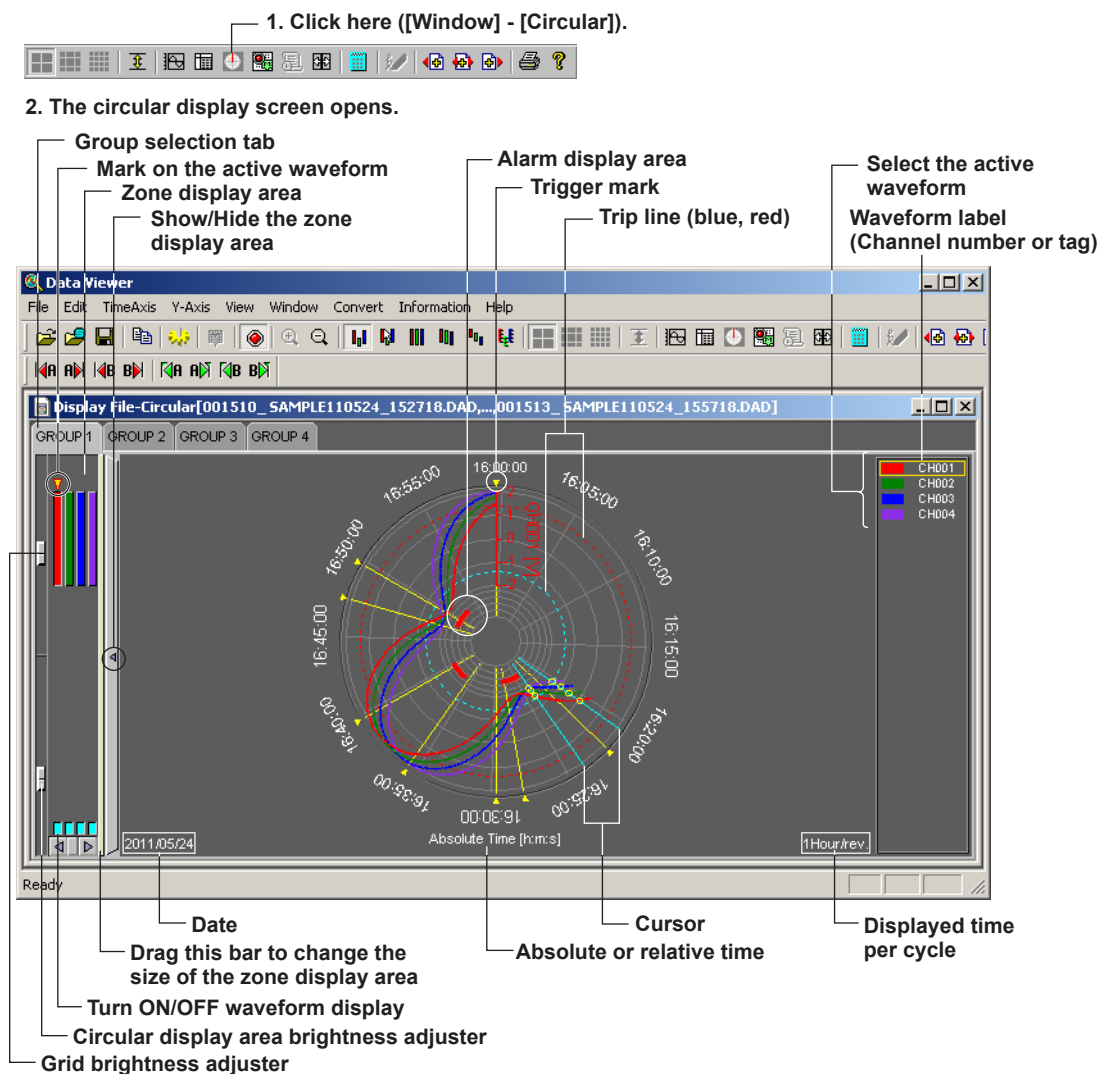 1. Click here ([Window] - [Circular]).
2. The circular display screen opens.
Group selection tab
Mark on the active waveform
Zone display area
Show/Hide the zone
display area
Alarm display area
Trigger mark
Trip line (blue, red)
Select the active
waveform
Waveform label
(Channel number or tag)
Data Viewer
File Edit TimeAxis Y-Axis View Window Convert Information Help
A A B B A A B B
Display File-Circular[001510_ SAMPLE110524_152718.DAD,...,001513_ SAMPLE110524_155718.DAD]
GROUP 1 GROUP 2 GROUP 3 GROUP 4
16:00:00
16:05:00
16:10:00
16:15:00
16:20:00
16:25:00
16:30:00
16:35:00
16:40:00
16:45:00
16:50:00
16:55:00
2
1
0
-1
-2
CH001 [V]
CH001
CH002
CH003
CH004
2011/05/24
Absolute Time [h:m:s]
1Hour/rev.
Ready
Date
Drag this bar to change the
size of the zone display area
Turn ON/OFF waveform display
Circular display area brightness adjuster
Grid brightness adjuster
Cursor
Absolute or relative time
Displayed time
per cycle